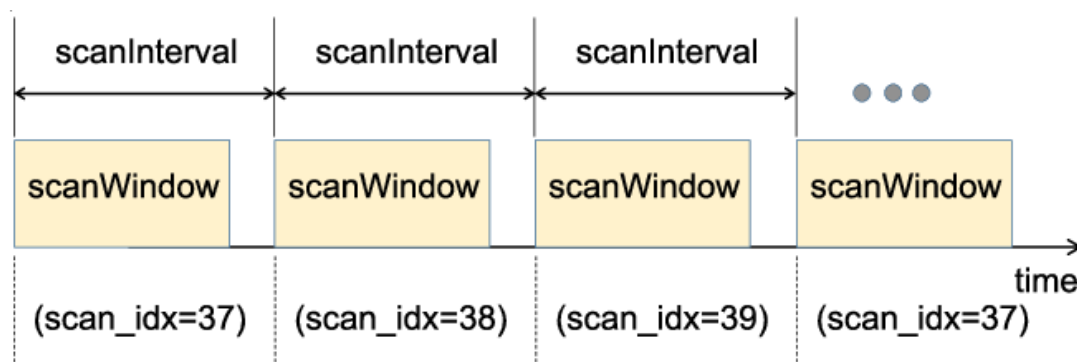 scanInterval scanInterval scanInterval
scanWindow scanWindow scanWindow scanWindow
time
(scan_idx=37) (scan_idx=38) (scan_idx=39) (scan_idx=37)